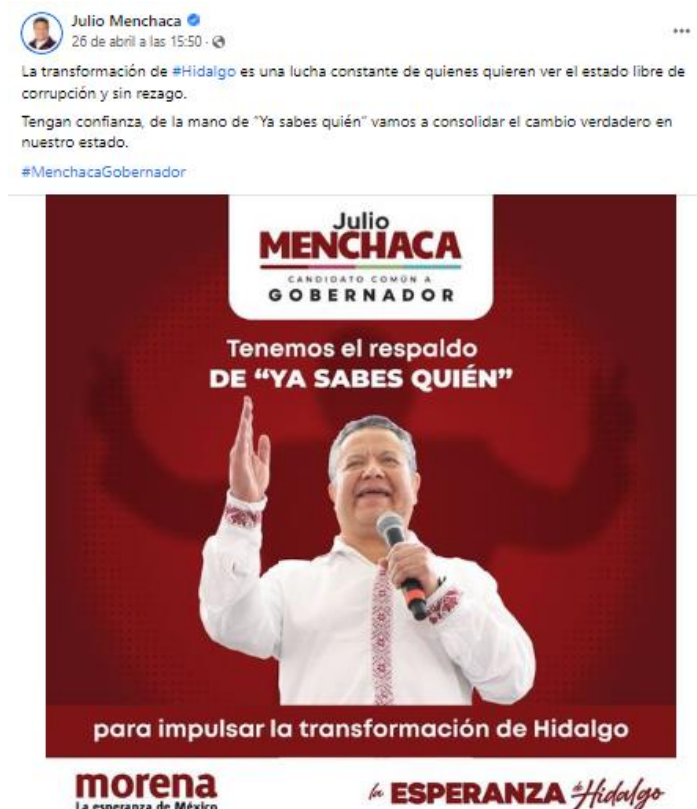 Julio Menchaca
26 de abril a las 15:50 ·
La transformación de #Hidalgo es una lucha constante de quienes quieren ver el estado libre de
corrupción y sin rezago.
Tengan confianza, de la mano de "Ya sabes quién" vamos a consolidar el cambio verdadero en
nuestro estado.
#MenchacaGobernador
Julio
MENCHACA
CANDIDATO COMÚN A
GOBERNADOR
Tenemos el respaldo
DE “YA SABES QUIÉN”
para impulsar la transformación de Hidalgo
morena
La esperanza de México
la ESPERANZA de Hidalgo